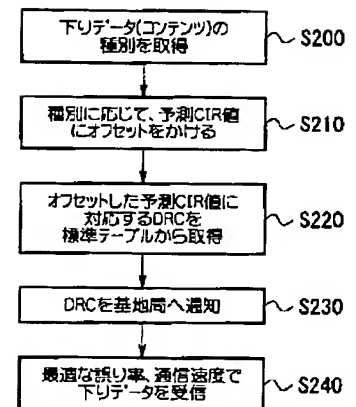 下りデータ(コンテンツ)の
種別を取得
S200
種別に応じて、予測CIR値
にオフセットをかける
S210
オフセットした予測CIR値に
対応するDRCを
標準テーブルから取得
S220
DRCを基地局へ通知
S230
最適な誤り率、通信速度で
下りデータを受信
S240